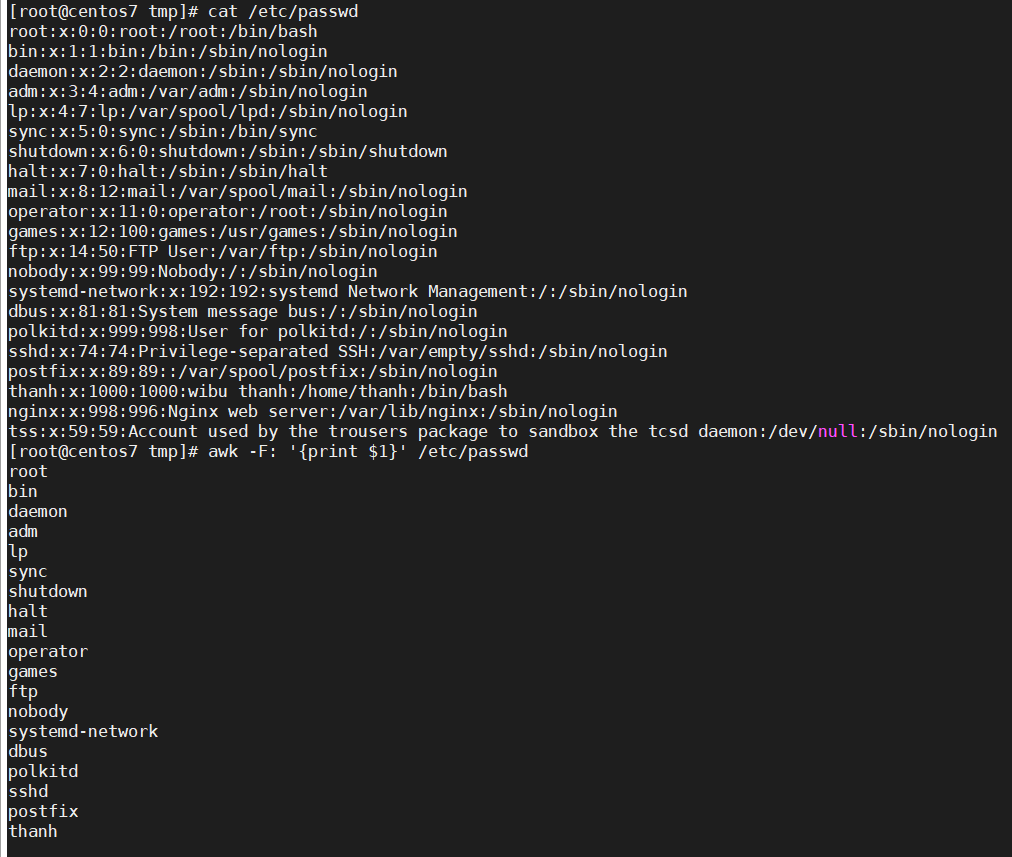 [root@centos7 tmp]# cat /etc/passwd
root:x:0:0:root:/root:/bin/bash
bin:x:1:1:bin:/bin:/sbin/nologin
daemon:x:2:2:daemon:/sbin:/sbin/nologin
adm:x:3:4:adm:/var/adm:/sbin/nologin
lp:x:4:7:lp:/var/spool/lpd:/sbin/nologin
sync:x:5:0:sync:/sbin:/bin/sync
shutdown:x:6:0:shutdown:/sbin:/sbin/shutdown
halt:x:7:0:halt:/sbin:/sbin/halt
mail:x:8:12:mail:/var/spool/mail:/sbin/nologin
operator:x:11:0:operator:/root:/sbin/nologin
games:x:12:100:games:/usr/games:/sbin/nologin
ftp:x:14:50:FTP User:/var/ftp:/sbin/nologin
nobody:x:99:99:Nobody:/:/sbin/nologin
systemd-network:x:192:192:systemd Network Management:/:/sbin/nologin
dbus:x:81:81:System message bus:/:/sbin/nologin
polkitd:x:999:998:User for polkitd:/:/sbin/nologin
sshd:x:74:74:Privilege-separated SSH:/var/empty/sshd:/sbin/nologin
postfix:x:89:89::/var/spool/postfix:/sbin/nologin
thanh:x:1000:1000:wibu thanh:/home/thanh:/bin/bash
nginx:x:998:996:Nginx web server:/var/lib/nginx:/sbin/nologin
tss:x:59:59:Account used by the trousers package to sandbox the tcsd daemon:/dev/null:/sbin/nologin
[root@centos7 tmp]# awk -F: '{print $1}' /etc/passwd
root
bin
daemon
adm
lp
sync
shutdown
halt
mail
operator
games
ftp
nobody
systemd-network
dbus
polkitd
sshd
postfix
thanh